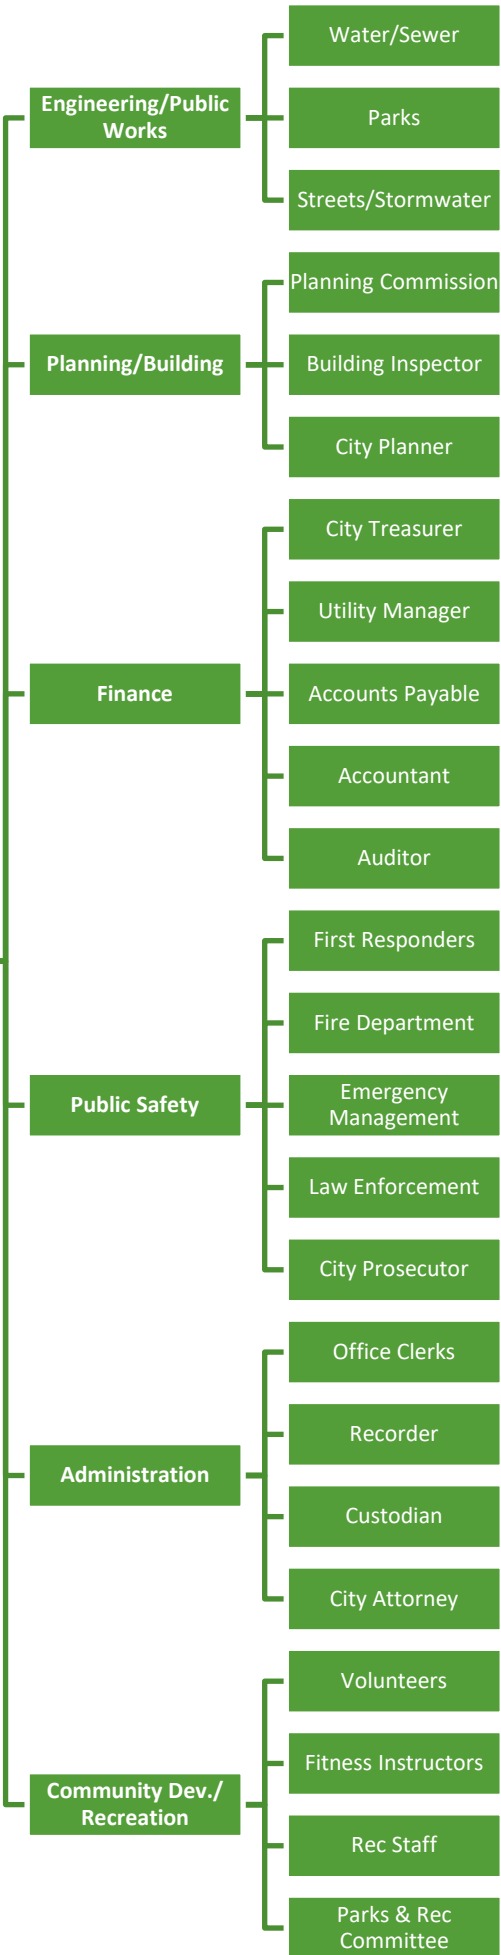 Engineering/Public
Works
Water/Sewer
Parks
Streets/Stormwater
Planning/Building
Planning Commission
Building Inspector
City Planner
Finance
City Treasurer
Utility Manager
Accounts Payable
Accountant
Auditor
Public Safety
First Responders
Fire Department
Emergency
Management
Law Enforcement
City Prosecutor
Administration
Office Clerks
Recorder
Custodian
City Attorney
Community Dev./
Recreation
Volunteers
Fitness Instructors
Rec Staff
Parks & Rec
Committee